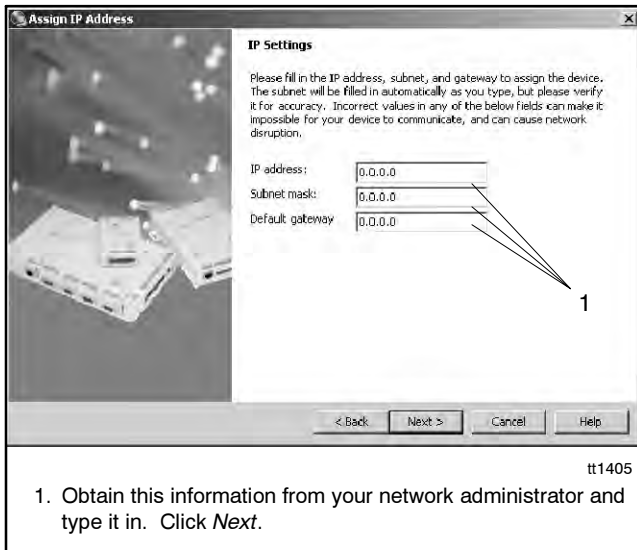 Assign IP Address
IP Settings
Please fill in the IP address, subnet, and gateway to assign the device.
The subnet will be filled in automatically as you type, but please verify
it for accuracy. Incorrect values in any of the below fields can make it
impossible for your device to communicate, and can cause network
disruption.
IP address: 0.0.0.0
Subnet mask: 0.0.0.0
Default gateway 0.0.0.0
1
< Back Next > Cancel Help
tt1405
1. Obtain this information from your network administrator and
type it in. Click Next.